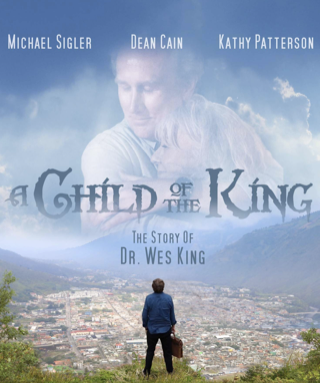 MICHAEL SIGLER DEAN CAIN KATHY PATTERSON
A CHILD OF THE KING
THE STORY OF
DR. WES KING